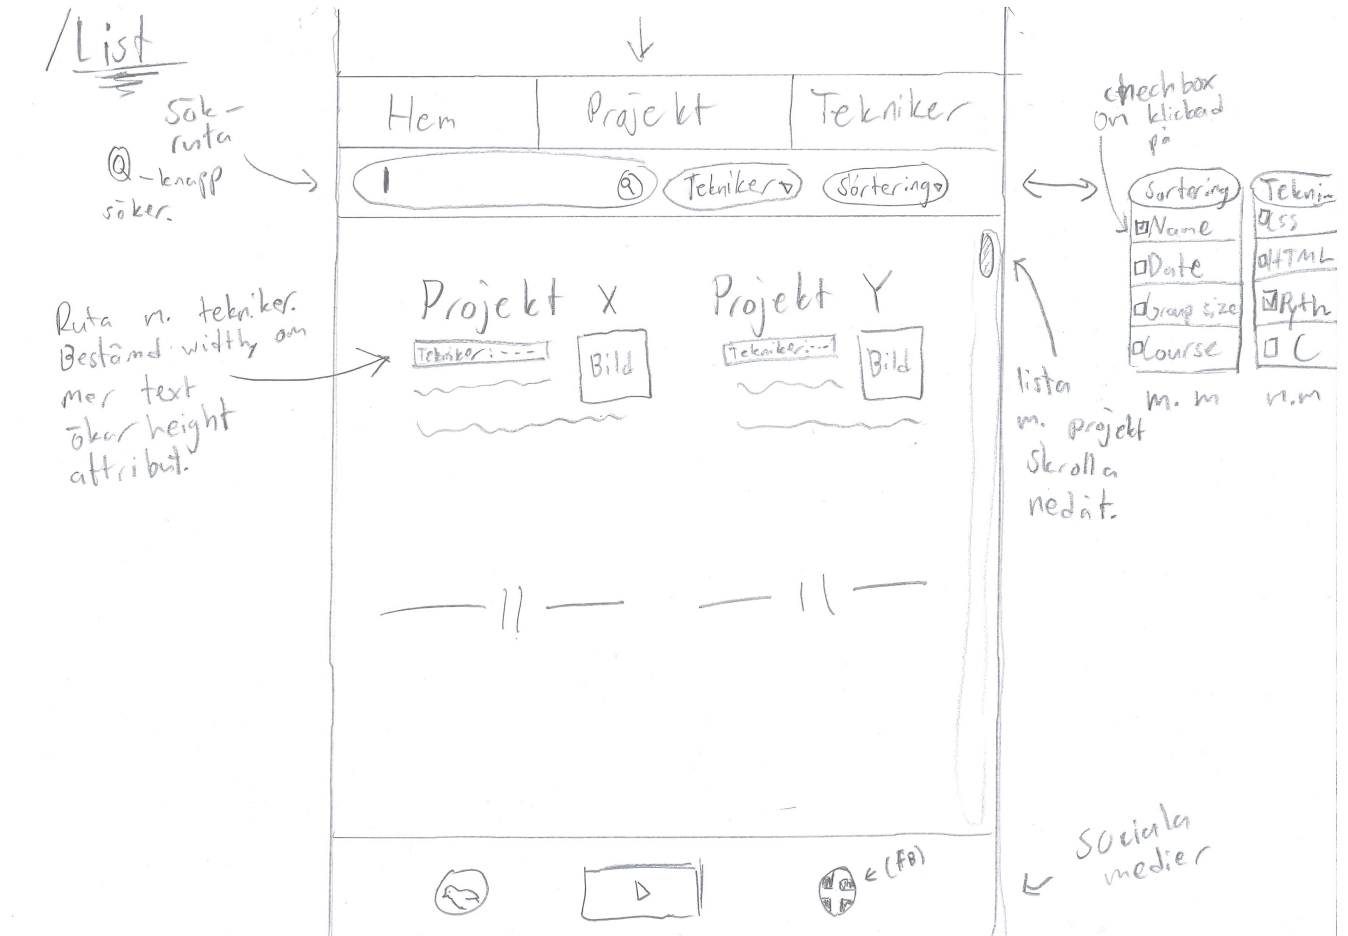 /List
Sök-
ruta
Q-knapp
söker.
Hem
Projekt
Tekniker
Tekniker
Sortering
checkbox
om klickad
på
Sortering
Name
Date
Group size
Course
m.m
Tekni-
CSS
HTML
Pyth
C
m.m
Ruta m. tekniker.
Bestämd width, om
mer text
ökar height
attribut.
Projekt X
Tekniker: ----
Bild
Projekt Y
Tekniker: ---
Bild
lista
m. projekt
skrolla
nedåt.
(FB)
Sociala
medier